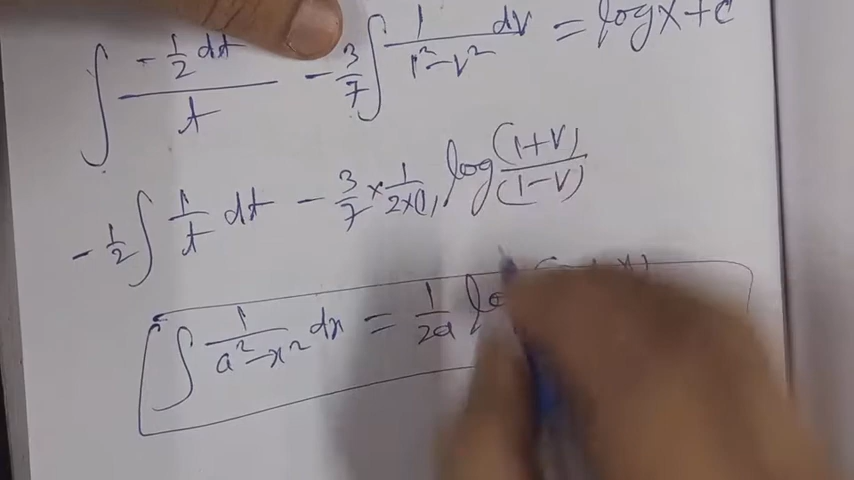 ∫ (-1/2 dt)/t - 3/7 ∫ 1/(1² - v²) dv = log x + c
-1/2 ∫ 1/t dt - 3/7 × 1/(2×1) log (1+v)/(1-v)
∫ 1/(a² - x²) dx = 1/2a lo